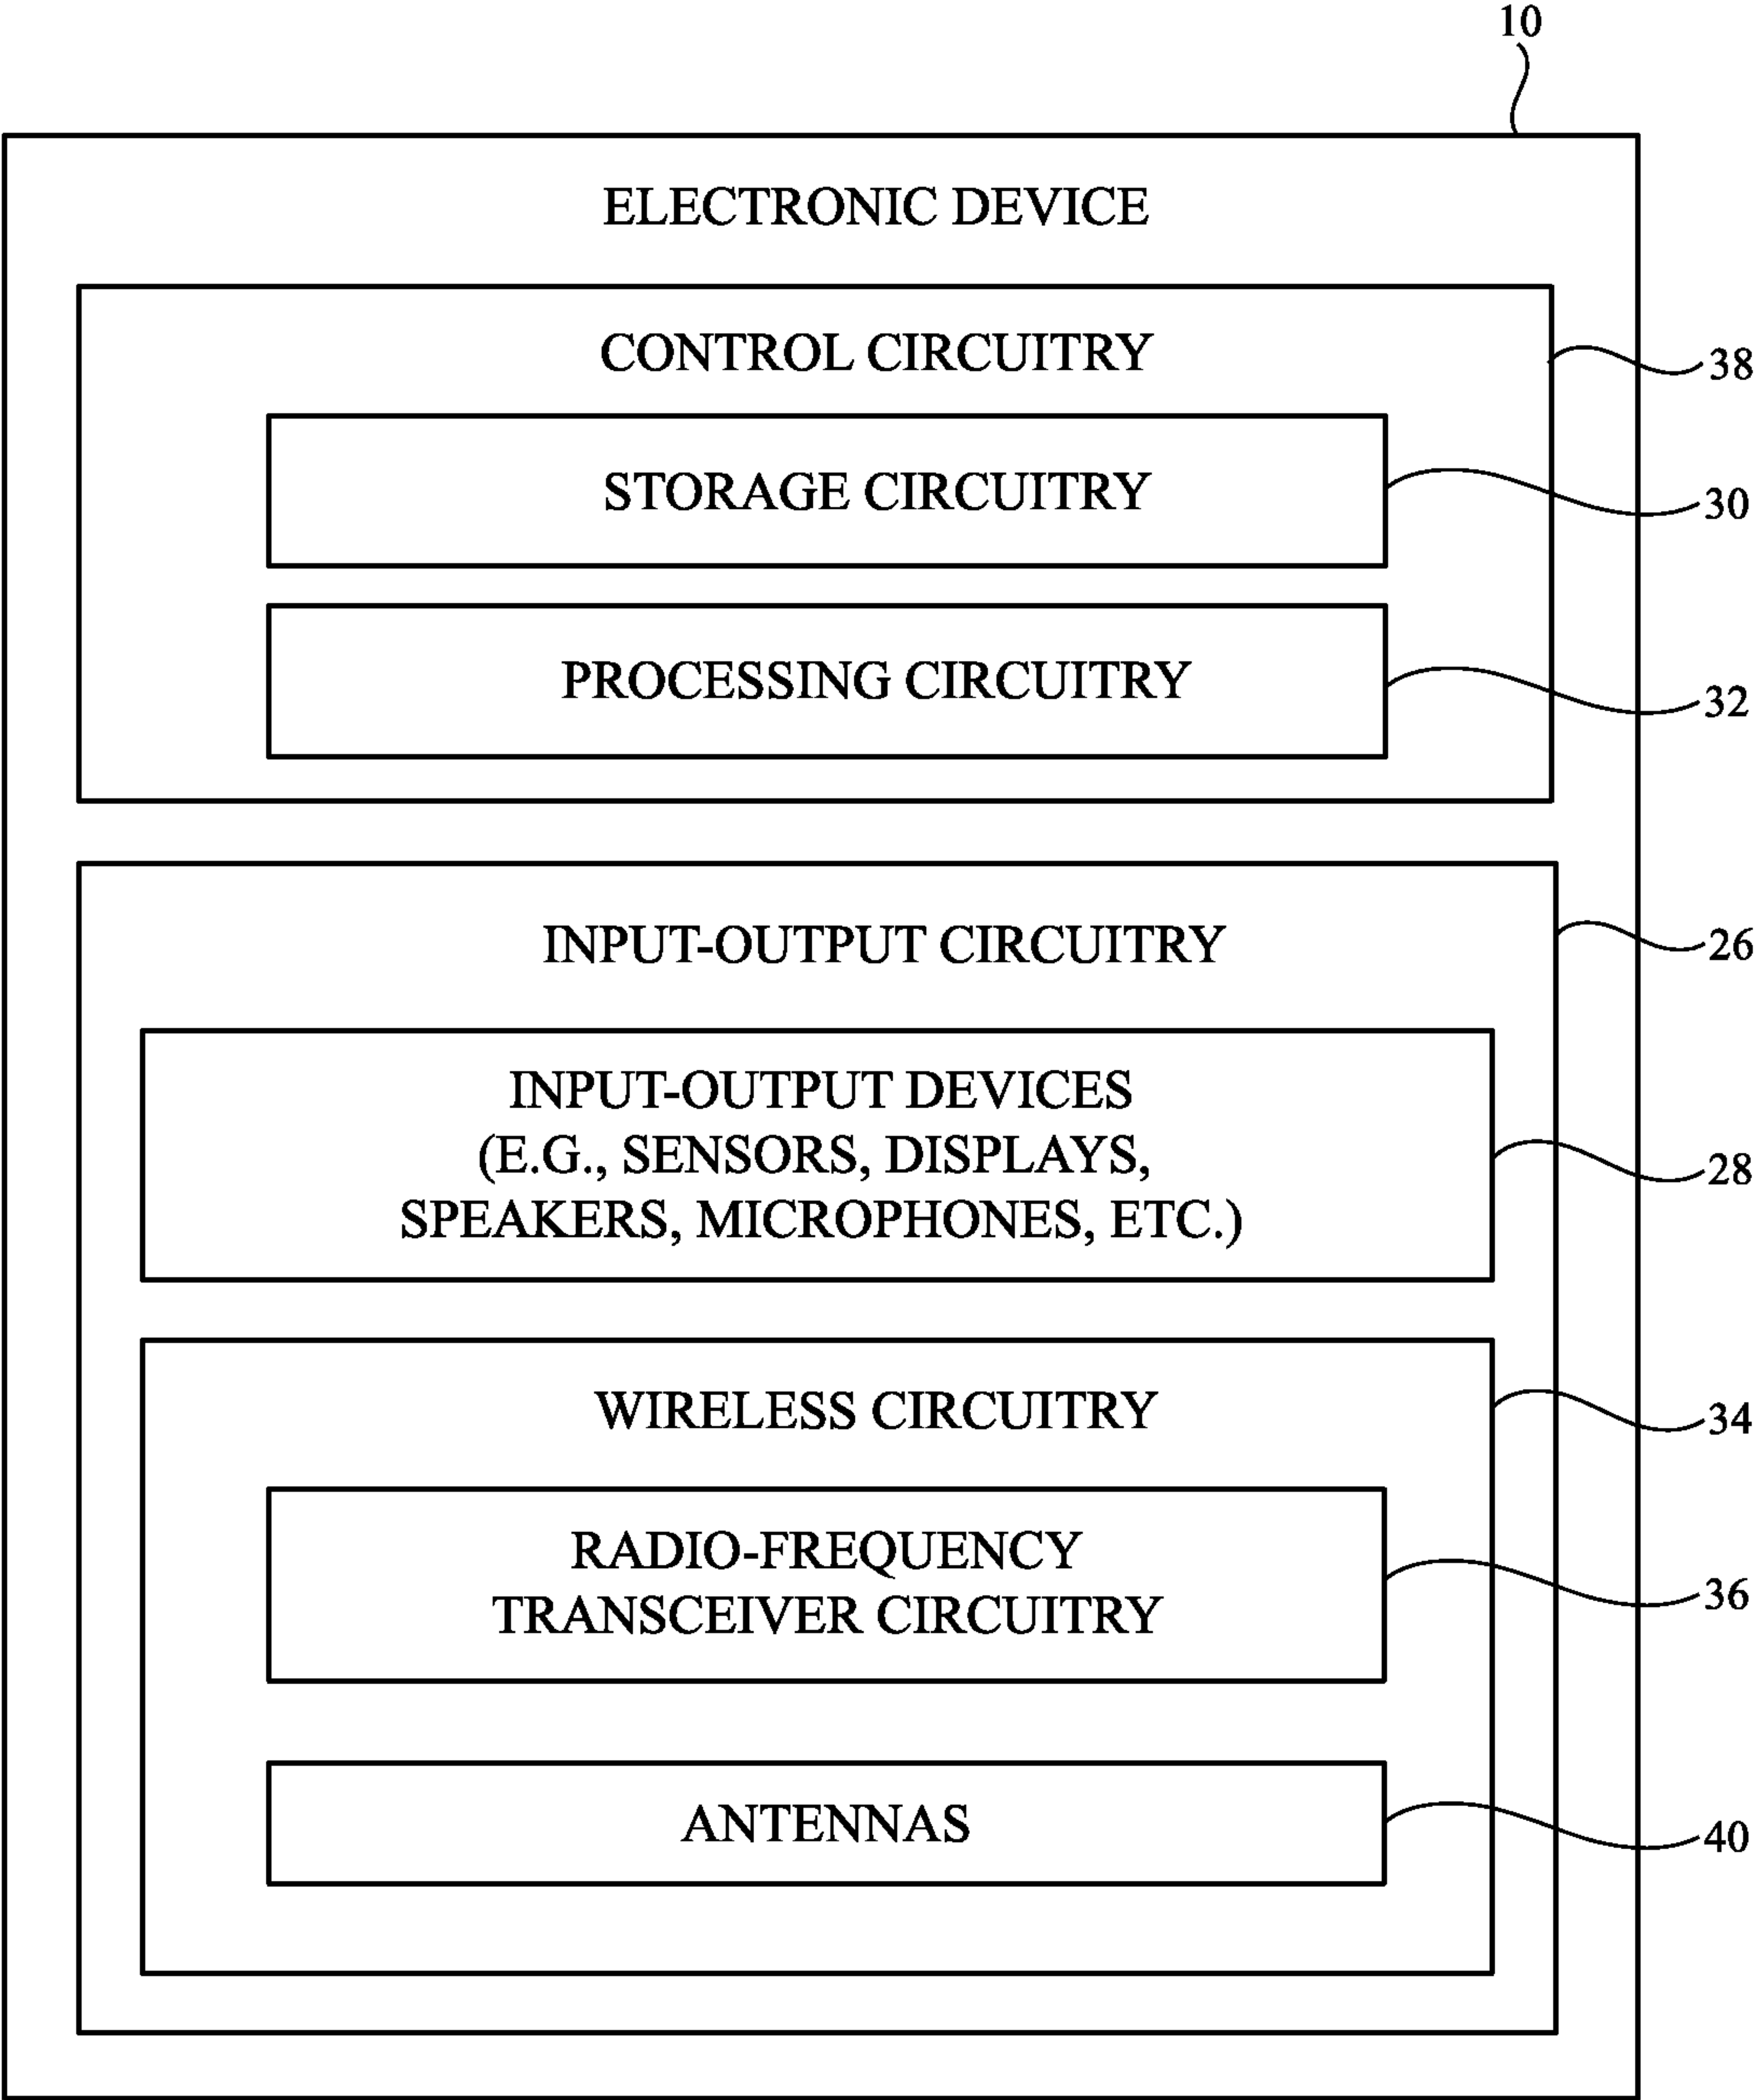 10
ELECTRONIC DEVICE
CONTROL CIRCUITRY
38
STORAGE CIRCUITRY
30
PROCESSING CIRCUITRY
32
INPUT-OUTPUT CIRCUITRY
26
INPUT-OUTPUT DEVICES
(E.G., SENSORS, DISPLAYS,
SPEAKERS, MICROPHONES, ETC.)
28
WIRELESS CIRCUITRY
34
RADIO-FREQUENCY
TRANSCEIVER CIRCUITRY
36
ANTENNAS
40